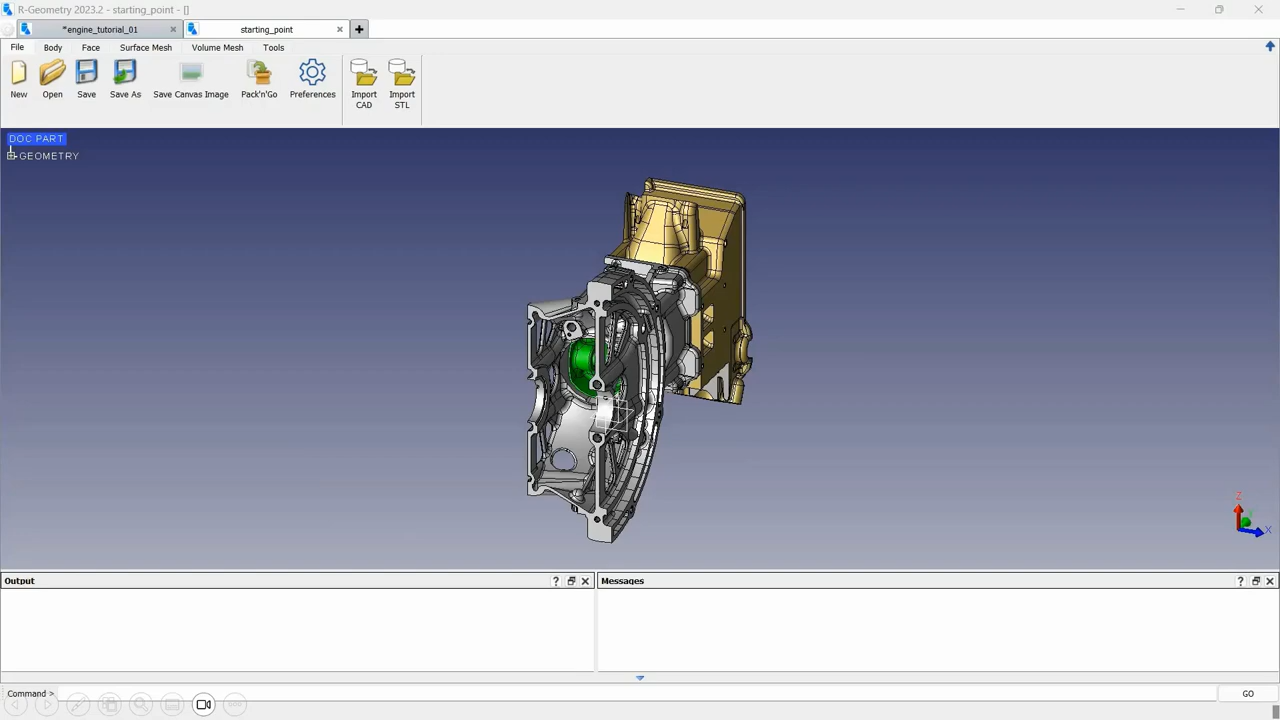 R-Geometry 2023.2 - starting_point - []
*engine_tutorial_01
starting_point
File Body Face Surface Mesh Volume Mesh Tools
New Open Save Save As Save Canvas Image Pack'n'Go Preferences Import CAD Import STL
DOC PART
GEOMETRY
Z
Y
X
Output
Messages
Command >
GO